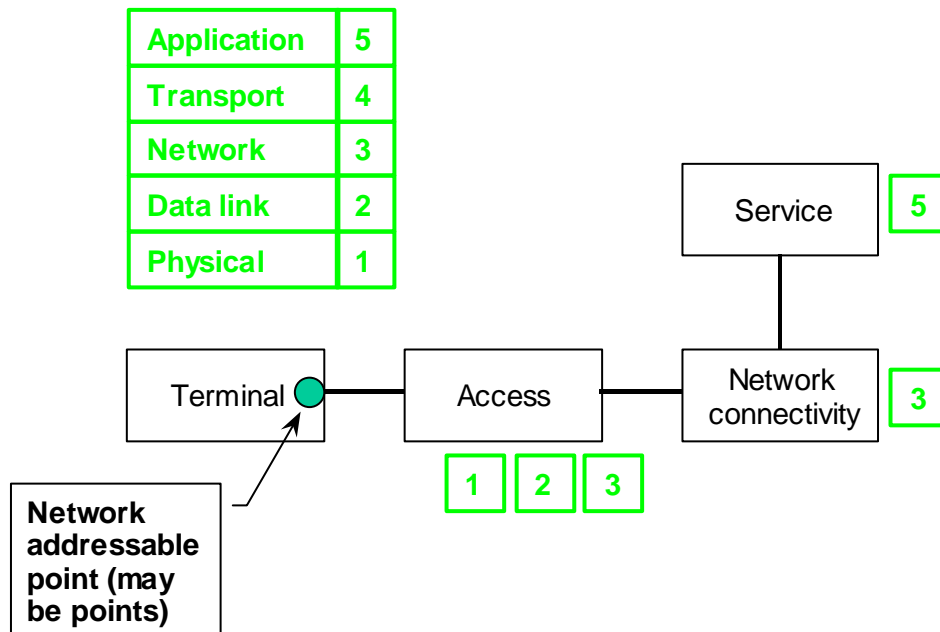 Application 5
Transport 4
Network 3
Data link 2
Physical 1
Service 5
Terminal
Access
Network
connectivity
3
1 2 3
Network
addressable
point (may
be points)